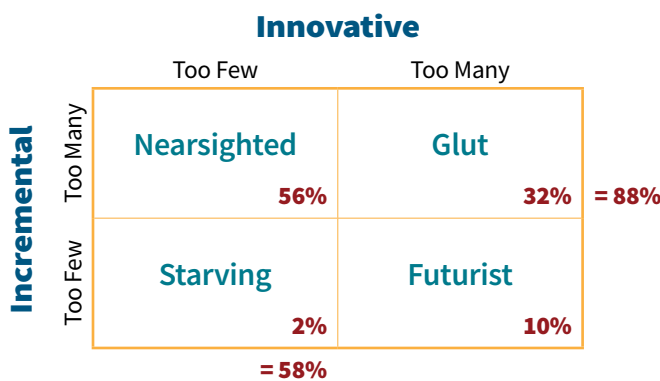 Innovative
Too Few Too Many
Incremental
Too Many
Nearsighted Glut
56% 32% = 88%
Too Few
Starving Futurist
2% 10%
= 58%